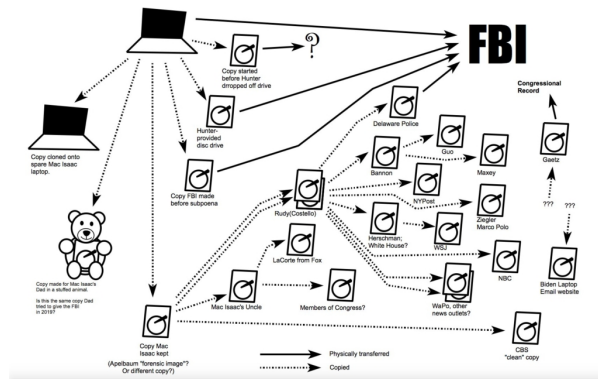 FBI
?
Copy started
before Hunter
drropped off drive
Congressional
Record
Delaware Police
Hunter-
provided
disc drive
Guo
Gaetz
Copy cloned onto
spare Mac Isaac
laptop.
Bannon
Maxey
Copy FBI made
before subpoena
NYPost
Rudy(Costello)
Ziegler
Marco Polo
???
???
Herschman;
White House?
WSJ
LaCorte from Fox
NBC
Copy made for Mac Isaac's
Dad in a stuffed animal.
Is this the same copy Dad
tried to give the FBI
in 2019?
Biden Laptop
Email website
Mac Isaac's Uncle
Members of Congress?
WaPo, other
news outlets?
Copy Mac
Isaac kept
(Apelbaum "forensic image"?
Or different copy?)
CBS
"clean" copy
Physically transferred
Copied